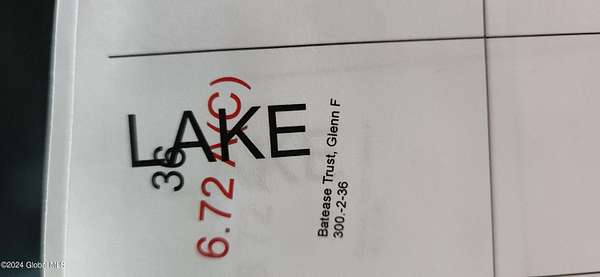 LAKE
36
6.72 A(C)
Batease Trust, Glenn F
300.-2-36
©2024 Global MLS